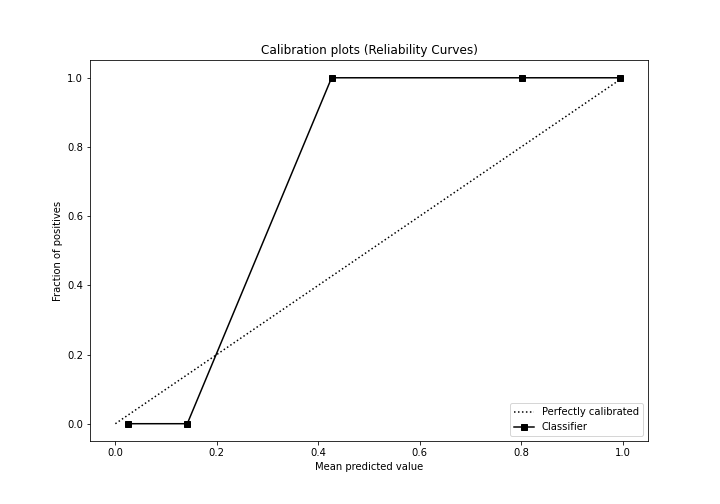 Calibration plots (Reliability Curves)
1.0
0.8
0.6
0.4
0.2
0.0
Fraction of positives
0.0 0.2 0.4 0.6 0.8 1.0
Mean predicted value
Perfectly calibrated
Classifier